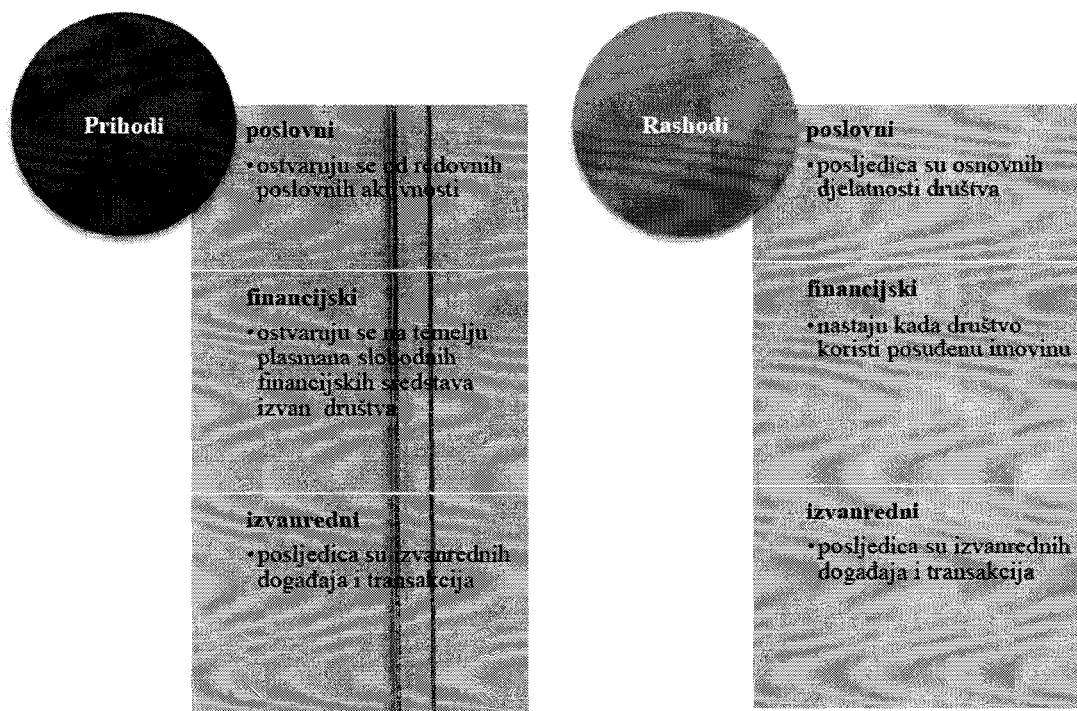 Prihodi
poslovni
•ostvaruju se od redovnih
poslovnih aktivnosti
financijski
•ostvaruju se na temelju
plasmana slobodnih
financijskih sredstava
izvan društva
izvanredni
•posljedica su izvanrednih
događaja i transakcija
Rashodi
poslovni
•posljedica su osnovnih
djelatnosti društva
financijski
•nastaju kada društvo
koristi posuđenu imovinu
izvanredni
•posljedica su izvanrednih
događaja i transakcija